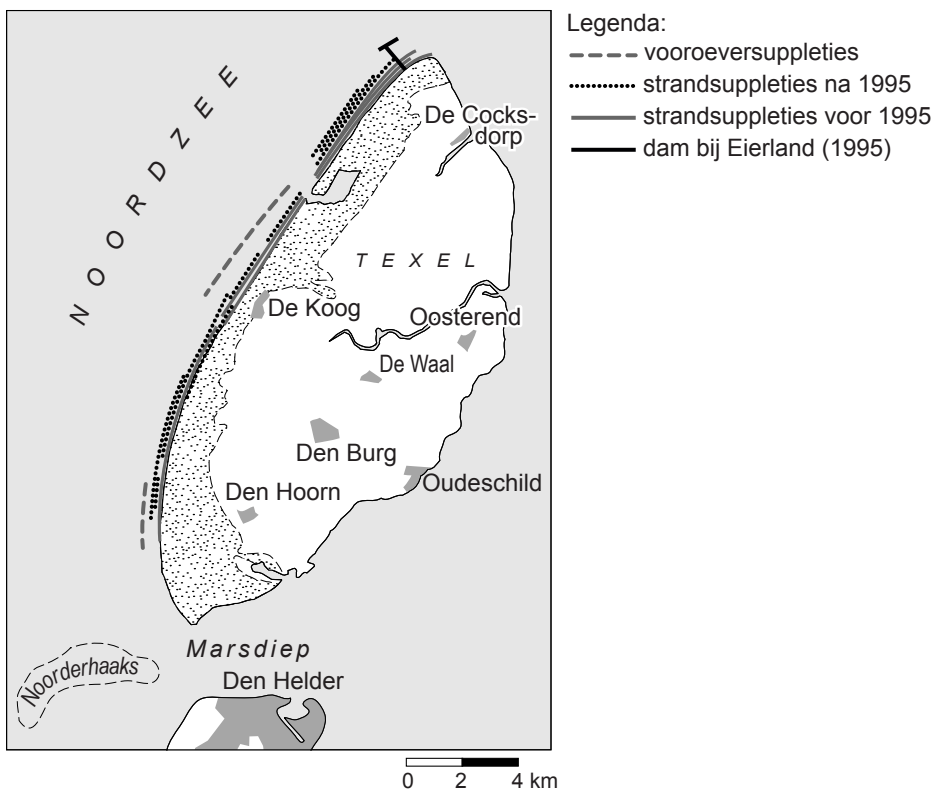 Legenda:
vooroeversuppleties
strandsuppleties na 1995
strandsuppleties voor 1995
dam bij Eierland (1995)
NOORDZEE
De Cocks-
dorp
TEXEL
De Koog
Oosterend
De Waal
Den Burg
Oudeschild
Den Hoorn
Marsdiep
Noorderhaaks
Den Helder
0 2 4 km